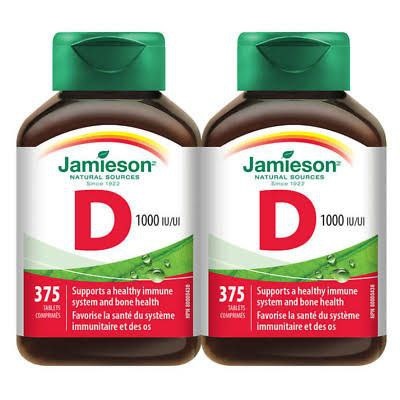 Jamieson
NATURAL SOURCES
Since 1922
D 1000 IU/UI
375 TABLETS COMPRIMÉS
Supports a healthy immune
system and bone health
Favorise la santé du système
immunitaire et des os
Jamieson
NATURAL SOURCES
Since 1922
D 1000 IU/UI
375 TABLETS COMPRIMÉS
Supports a healthy immune
system and bone health
Favorise la santé du système
immunitaire et des os